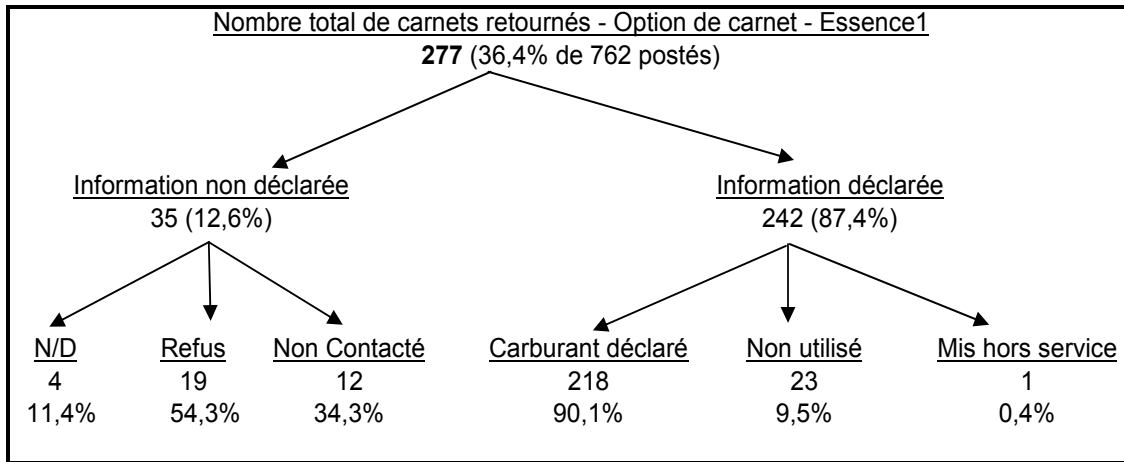 Nombre total de carnets retournés - Option de carnet - Essence1
277 (36,4% de 762 postés)
Information non déclarée Information déclarée
35 (12,6%) 242 (87,4%)
N/D Refus Non Contacté Carburant déclaré Non utilisé Mis hors service
4 19 12 218 23 1
11,4% 54,3% 34,3% 90,1% 9,5% 0,4%